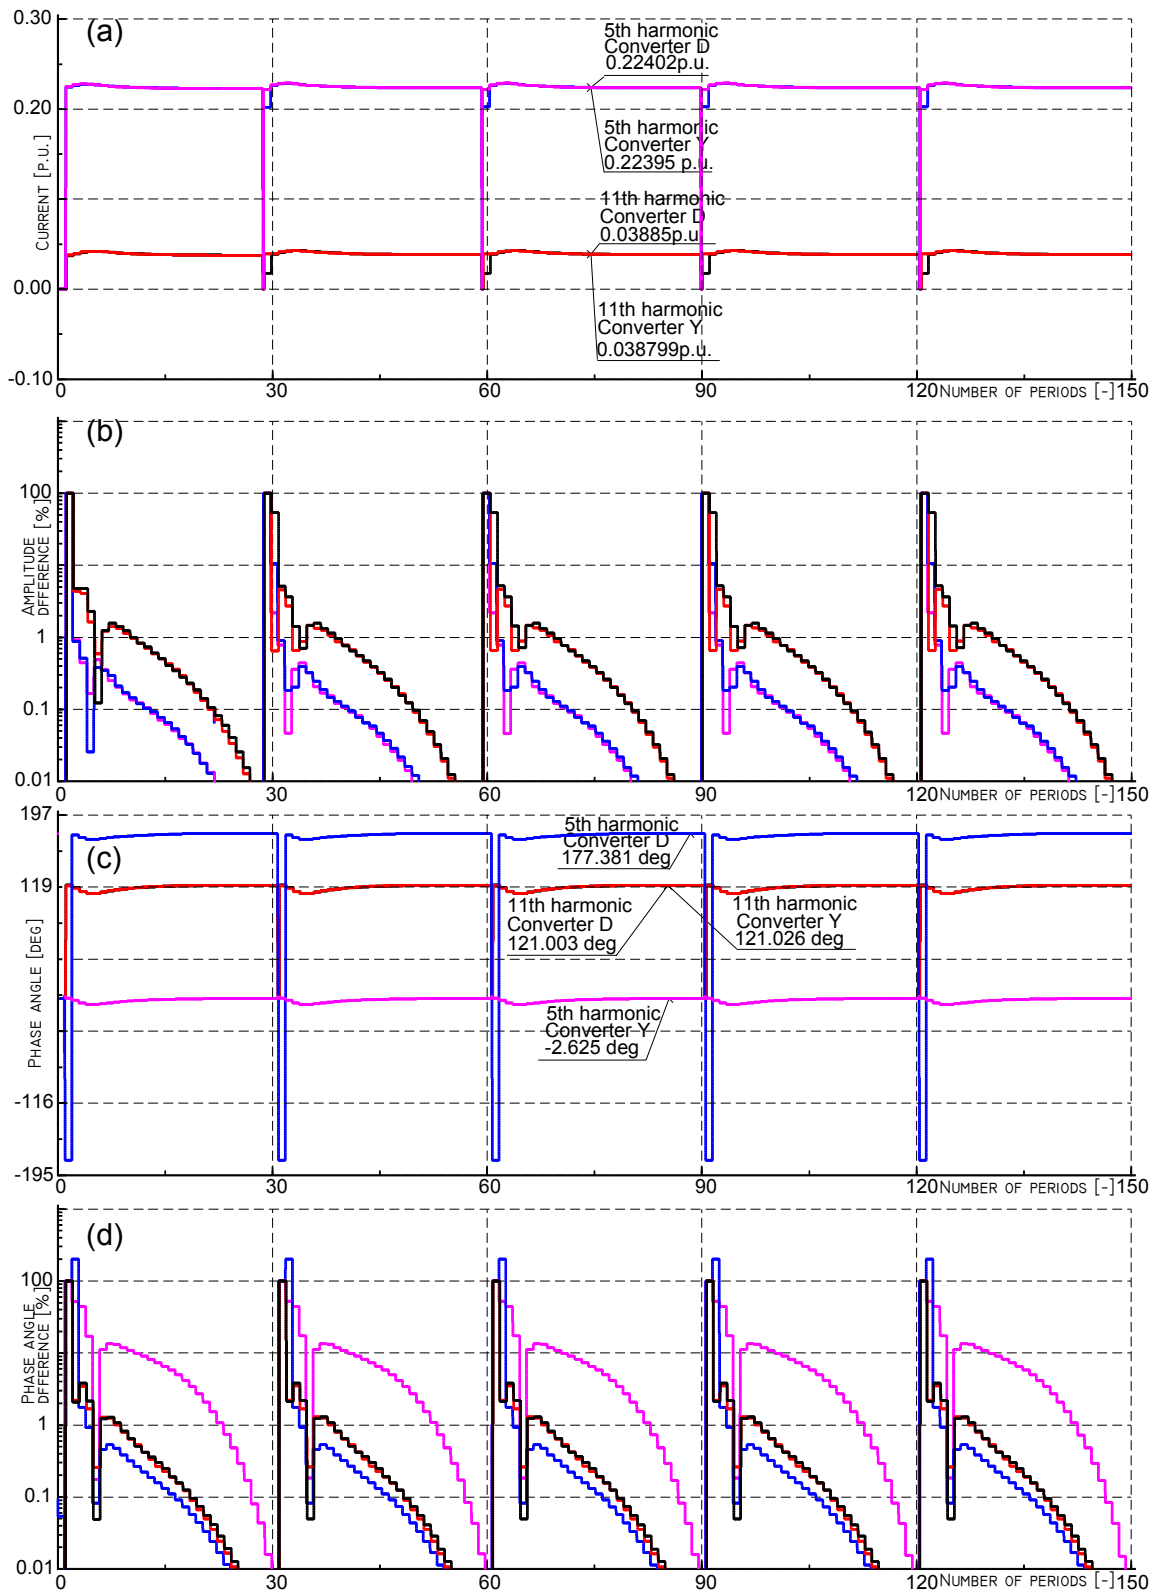 (a)
0.30
0.20
0.00
-0.10
CURRENT [P.U.]
5th harmonic
Converter D
0.22402p.u.
5th harmonic
Converter Y
0.22395 p.u.
11th harmonic
Converter D
0.03885p.u.
11th harmonic
Converter Y
0.038799p.u.
0
30
60
90
120
NUMBER OF PERIODS [-]
150
(b)
100
1
0.1
0.01
AMPLITUDE
DFFERENCE [%]
0
30
60
90
120
NUMBER OF PERIODS [-]
150
(c)
197
119
-116
-195
PHASE ANGLE [DEG]
5th harmonic
Converter D
177.381 deg
11th harmonic
Converter D
121.003 deg
11th harmonic
Converter Y
121.026 deg
5th harmonic
Converter Y
-2.625 deg
0
30
60
90
120
NUMBER OF PERIODS [-]
150
(d)
100
1
0.1
0.01
PHASE ANGLE
DFFERENCE [%]
0
30
60
90
120
NUMBER OF PERIODS [-]
150